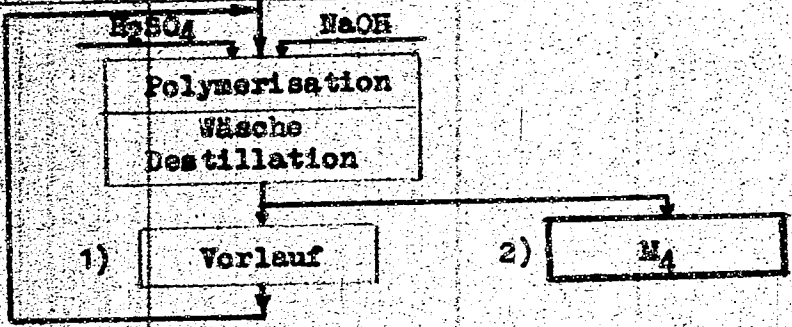 H2SO4 NaOH
Polymerisation
Wäsche
Destillation
1) Vorlauf 2) M4